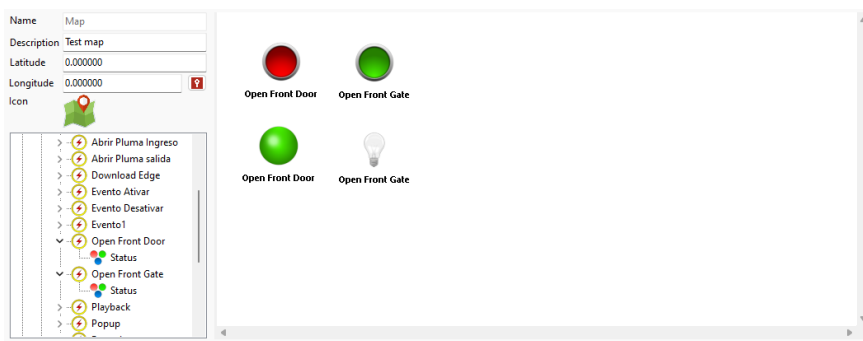 Name Map
Description Test map
Latitude 0.000000
Longitude 0.000000
Icon
Abrir Pluma Ingreso
Abrir Pluma salida
Download Edge
Evento Ativar
Evento Desativar
Evento1
Open Front Door
Status
Open Front Gate
Status
Playback
Popup
Open Front Door Open Front Gate
Open Front Door Open Front Gate